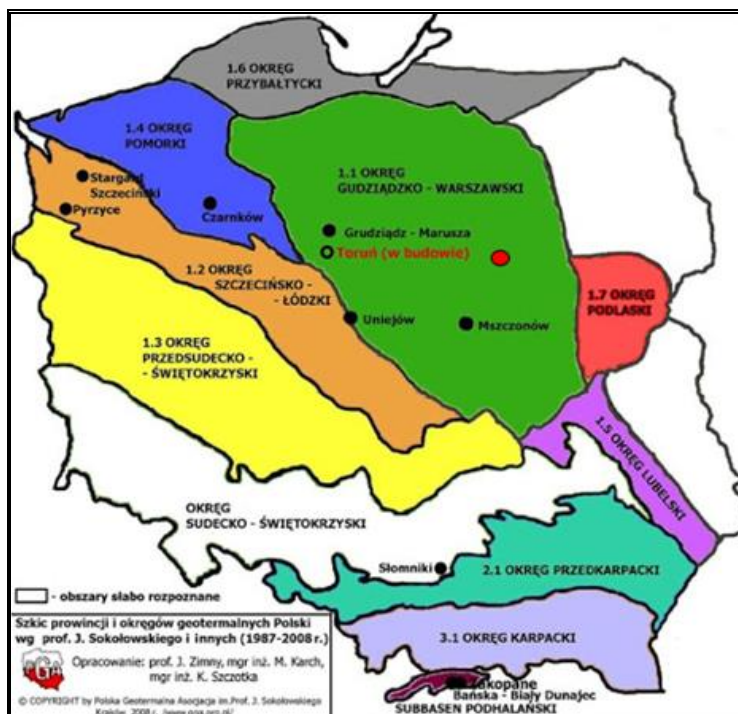 1.6 OKRĘG
PRZYBAŁTYCKI
1.4 OKRĘG
POMORKI
Stargard
Szczeciński
Pyrzyce
Czarnków
1.1 OKRĘG
GUDZIĄDZKO - WARSZAWSKI
Grudziądz - Marusza
Toruń (w budowie)
1.2 OKRĘG
SZCZECIŃSKO -
- ŁÓDZKI
1.7 OKRĘG
PODLASKI
Uniejów
Mszczonów
1.3 OKRĘG
PRZEDSUDECKO -
- ŚWIĘTOKRZYSKI
1.5 OKRĘG LUBELSKI
OKRĘG
SUDECKO - ŚWIĘTOKRZYSKI
Słomniki
2.1 OKRĘG PRZEDKARPACKI
- obszary słabo rozpoznane
3.1 OKRĘG KARPACKI
Szkic prowincji i okręgów geotermalnych Polski
wg prof. J. Sokołowskiego i innych (1987-2008 r.)
Opracowanie: prof. J. Zimny, mgr inż. M. Karch,
mgr inż. K. Szczotka
© COPYRIGHT by Polska Geotermalna Asocjacja im.Prof. J. Sokołowskiego
Kraków, 2008 r.
Zakopane
Bańska - Biały Dunajec
SUBBASEN PODHALAŃSKI